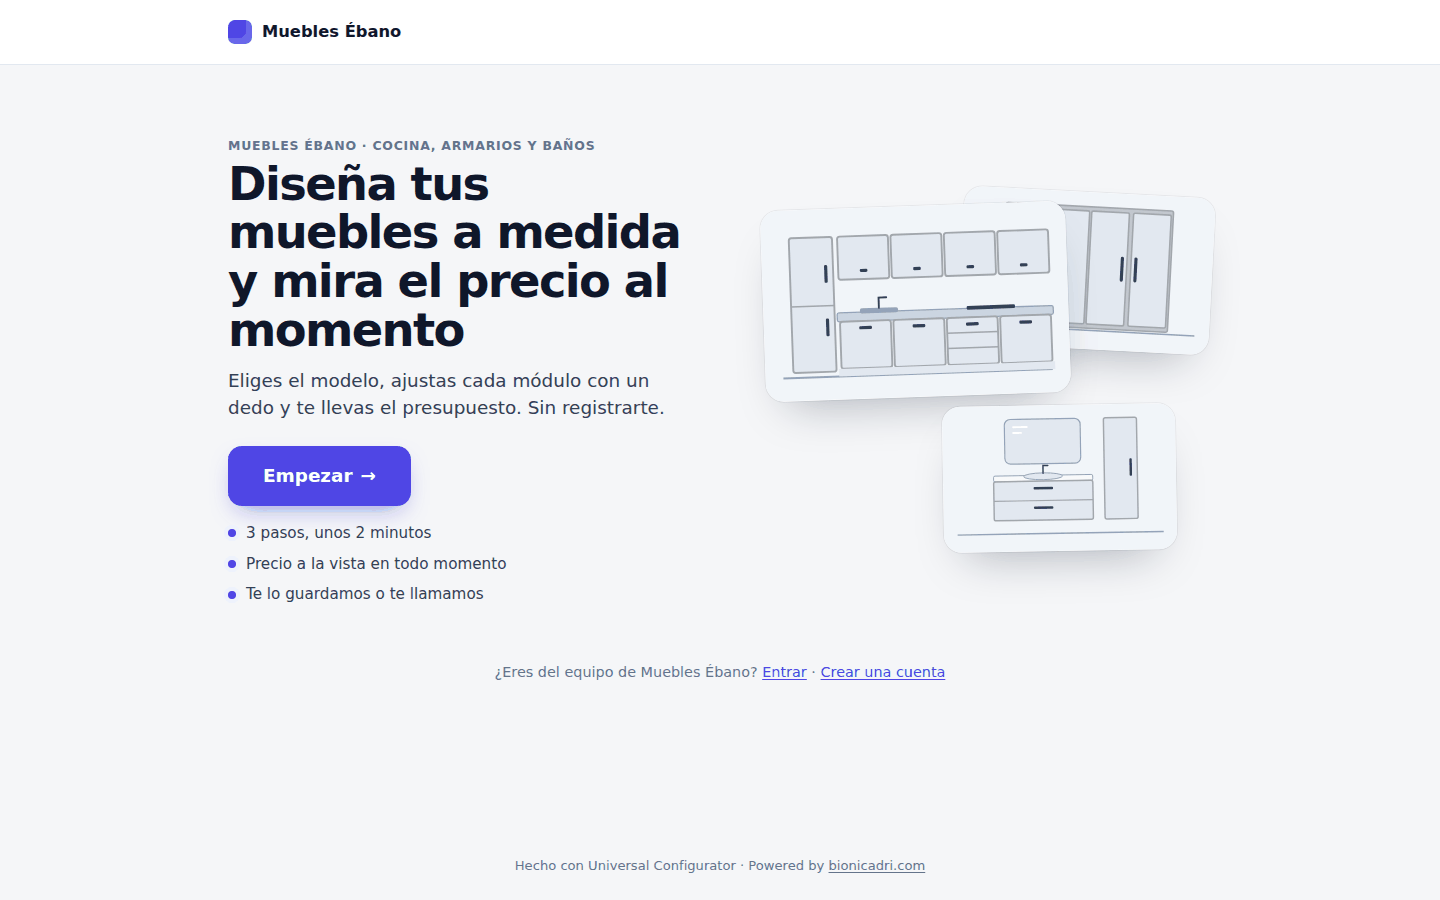 Muebles Ébano
MUEBLES ÉBANO · COCINA, ARMARIOS Y BAÑOS
Diseña tus
muebles a medida
y mira el precio al
momento
Eliges el modelo, ajustas cada módulo con un
dedo y te llevas el presupuesto. Sin registrarte.
Empezar →
3 pasos, unos 2 minutos
Precio a la vista en todo momento
Te lo guardamos o te llamamos
¿Eres del equipo de Muebles Ébano? Entrar · Crear una cuenta
Hecho con Universal Configurator · Powered by bionicadri.com